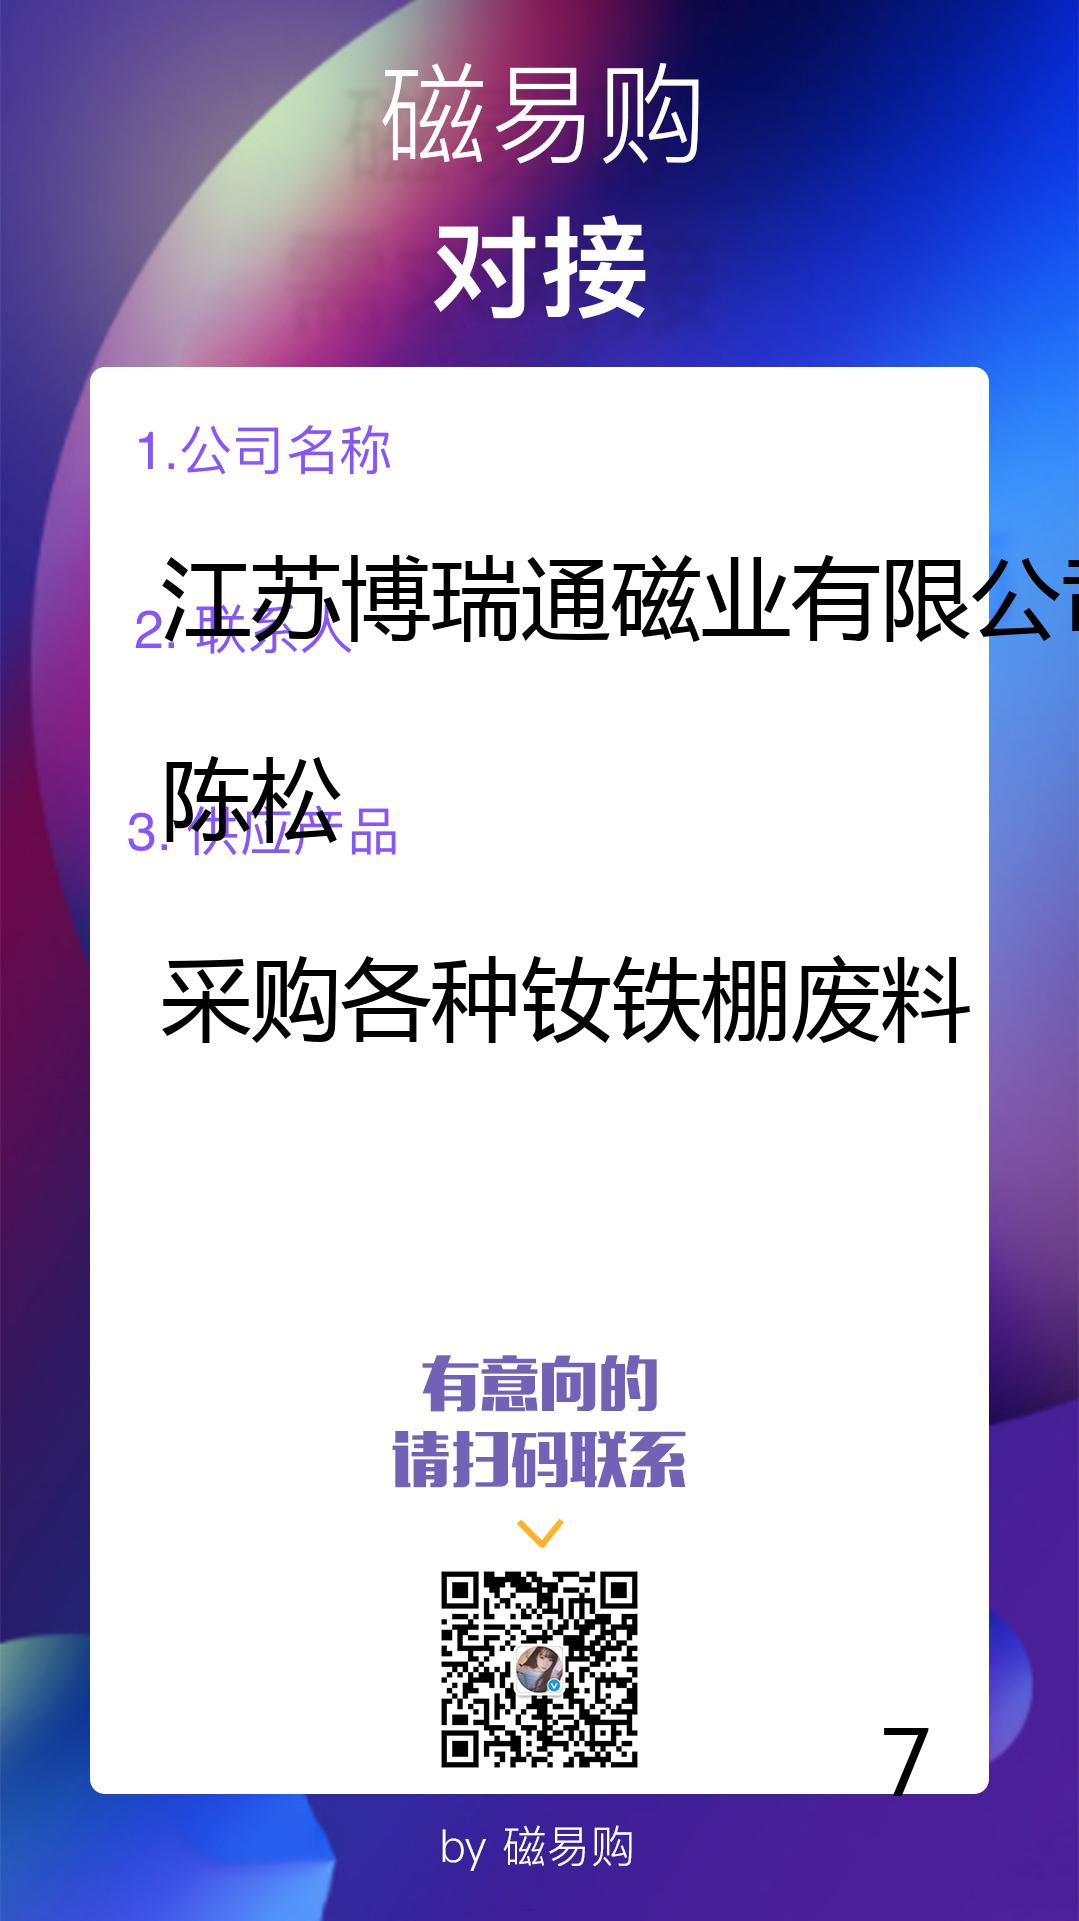 磁易购
对接
1.公司名称
江苏博瑞通磁业有限公司
2. 联系人
陈松
3. 供应产品
采购各种钕铁棚废料
有意向的
请扫码联系
7
by 磁易购